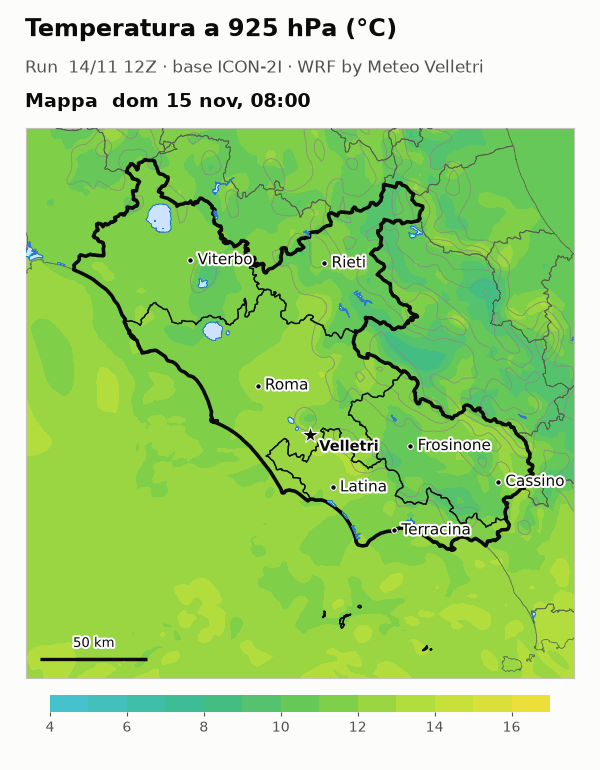 Temperatura a 925 hPa (°C)
Run  14/11 12Z · base ICON-2I · WRF by Meteo Velletri
Mappa  dom 15 nov, 08:00
Viterbo
Rieti
Roma
Velletri
Frosinone
Cassino
Latina
Terracina
50 km
4 6 8 10 12 14 16